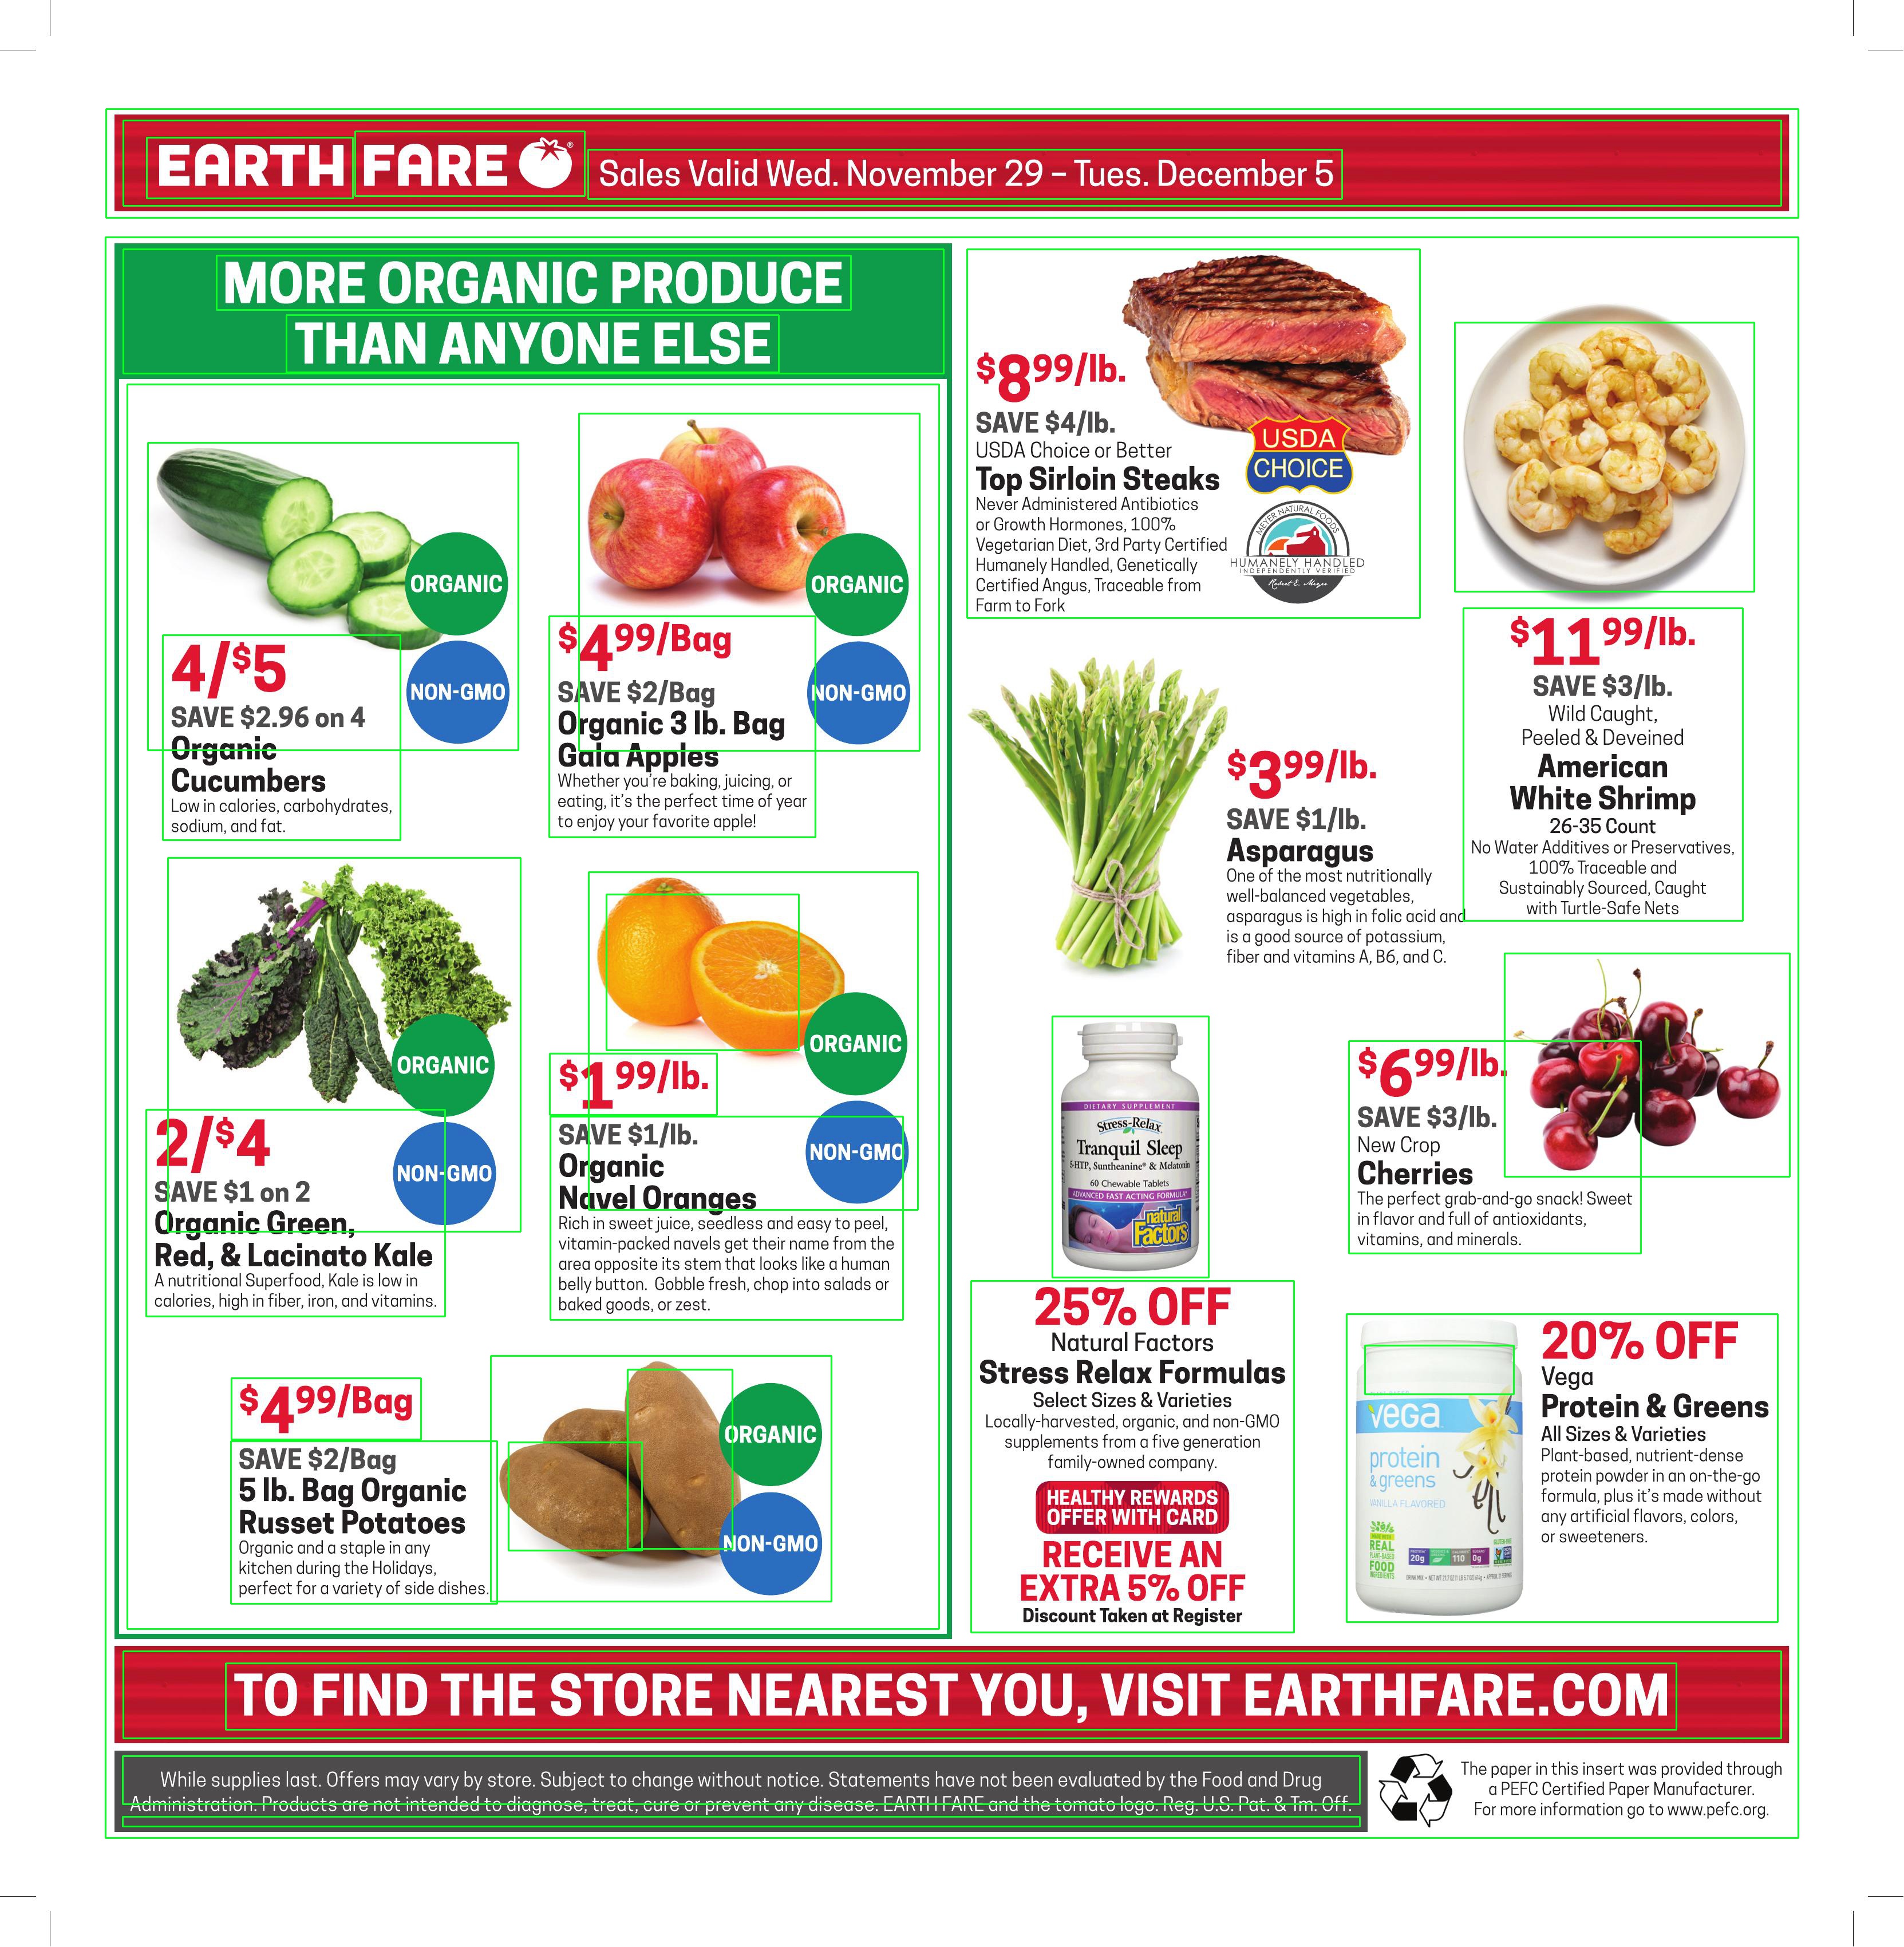 EARTH FARE ®
Sales Valid Wed. November 29 – Tues. December 5
MORE ORGANIC PRODUCE
THAN ANYONE ELSE
ORGANIC
NON-GMO
4/$5
SAVE $2.96 on 4
Organic
Cucumbers
Low in calories, carbohydrates,
sodium, and fat.
ORGANIC
NON-GMO
$4 99/Bag
SAVE $2/Bag
Organic 3 lb. Bag
Gala Apples
Whether you're baking, juicing, or
eating, it's the perfect time of year
to enjoy your favorite apple!
ORGANIC
NON-GMO
2/$4
SAVE $1 on 2
Organic Green,
Red, & Lacinato Kale
A nutritional Superfood, Kale is low in
calories, high in fiber, iron, and vitamins.
ORGANIC
NON-GMO
$1 99/lb.
SAVE $1/lb.
Organic
Navel Oranges
Rich in sweet juice, seedless and easy to peel,
vitamin-packed navels get their name from the
area opposite its stem that looks like a human
belly button. Gobble fresh, chop into salads or
baked goods, or zest.
$4 99/Bag
SAVE $2/Bag
5 lb. Bag Organic
Russet Potatoes
Organic and a staple in any
kitchen during the Holidays,
perfect for a variety of side dishes.
ORGANIC
NON-GMO
$8 99/lb.
SAVE $4/lb.
USDA Choice or Better
Top Sirloin Steaks
Never Administered Antibiotics
or Growth Hormones, 100%
Vegetarian Diet, 3rd Party Certified
Humanely Handled, Genetically
Certified Angus, Traceable from
Farm to Fork
USDA
CHOICE
MEYER NATURAL FOODS
HUMANELY HANDLED
INDEPENDENTLY VERIFIED
Robert E. Meyer
$11 99/lb.
SAVE $3/lb.
Wild Caught,
Peeled & Deveined
American
White Shrimp
26-35 Count
No Water Additives or Preservatives,
100% Traceable and
Sustainably Sourced, Caught
with Turtle-Safe Nets
$3 99/lb.
SAVE $1/lb.
Asparagus
One of the most nutritionally
well-balanced vegetables,
asparagus is high in folic acid and
is a good source of potassium,
fiber and vitamins A, B6, and C.
$6 99/lb.
SAVE $3/lb.
New Crop
Cherries
The perfect grab-and-go snack! Sweet
in flavor and full of antioxidants,
vitamins, and minerals.
DIETARY SUPPLEMENT
Stress-Relax
Tranquil Sleep
5-HTP, Suntheanine® & Melatonin
60 Chewable Tablets
ADVANCED FAST ACTING FORMULA*
natural
Factors
25% OFF
Natural Factors
Stress Relax Formulas
Select Sizes & Varieties
Locally-harvested, organic, and non-GMO
supplements from a five generation
family-owned company.
HEALTHY REWARDS
OFFER WITH CARD
RECEIVE AN
EXTRA 5% OFF
Discount Taken at Register
vega
protein
& greens
VANILLA FLAVORED
MADE WITH
REAL
PLANT-BASED
FOOD
INGREDIENTS
20g
110
0g
20% OFF
Vega
Protein & Greens
All Sizes & Varieties
Plant-based, nutrient-dense
protein powder in an on-the-go
formula, plus it's made without
any artificial flavors, colors,
or sweeteners.
TO FIND THE STORE NEAREST YOU, VISIT EARTHFARE.COM
While supplies last. Offers may vary by store. Subject to change without notice. Statements have not been evaluated by the Food and Drug
Administration. Products are not intended to diagnose, treat, cure or prevent any disease. EARTH FARE and the tomato logo. Reg. U.S. Pat. & Tm. Off.
The paper in this insert was provided through
a PEFC Certified Paper Manufacturer.
For more information go to www.pefc.org.